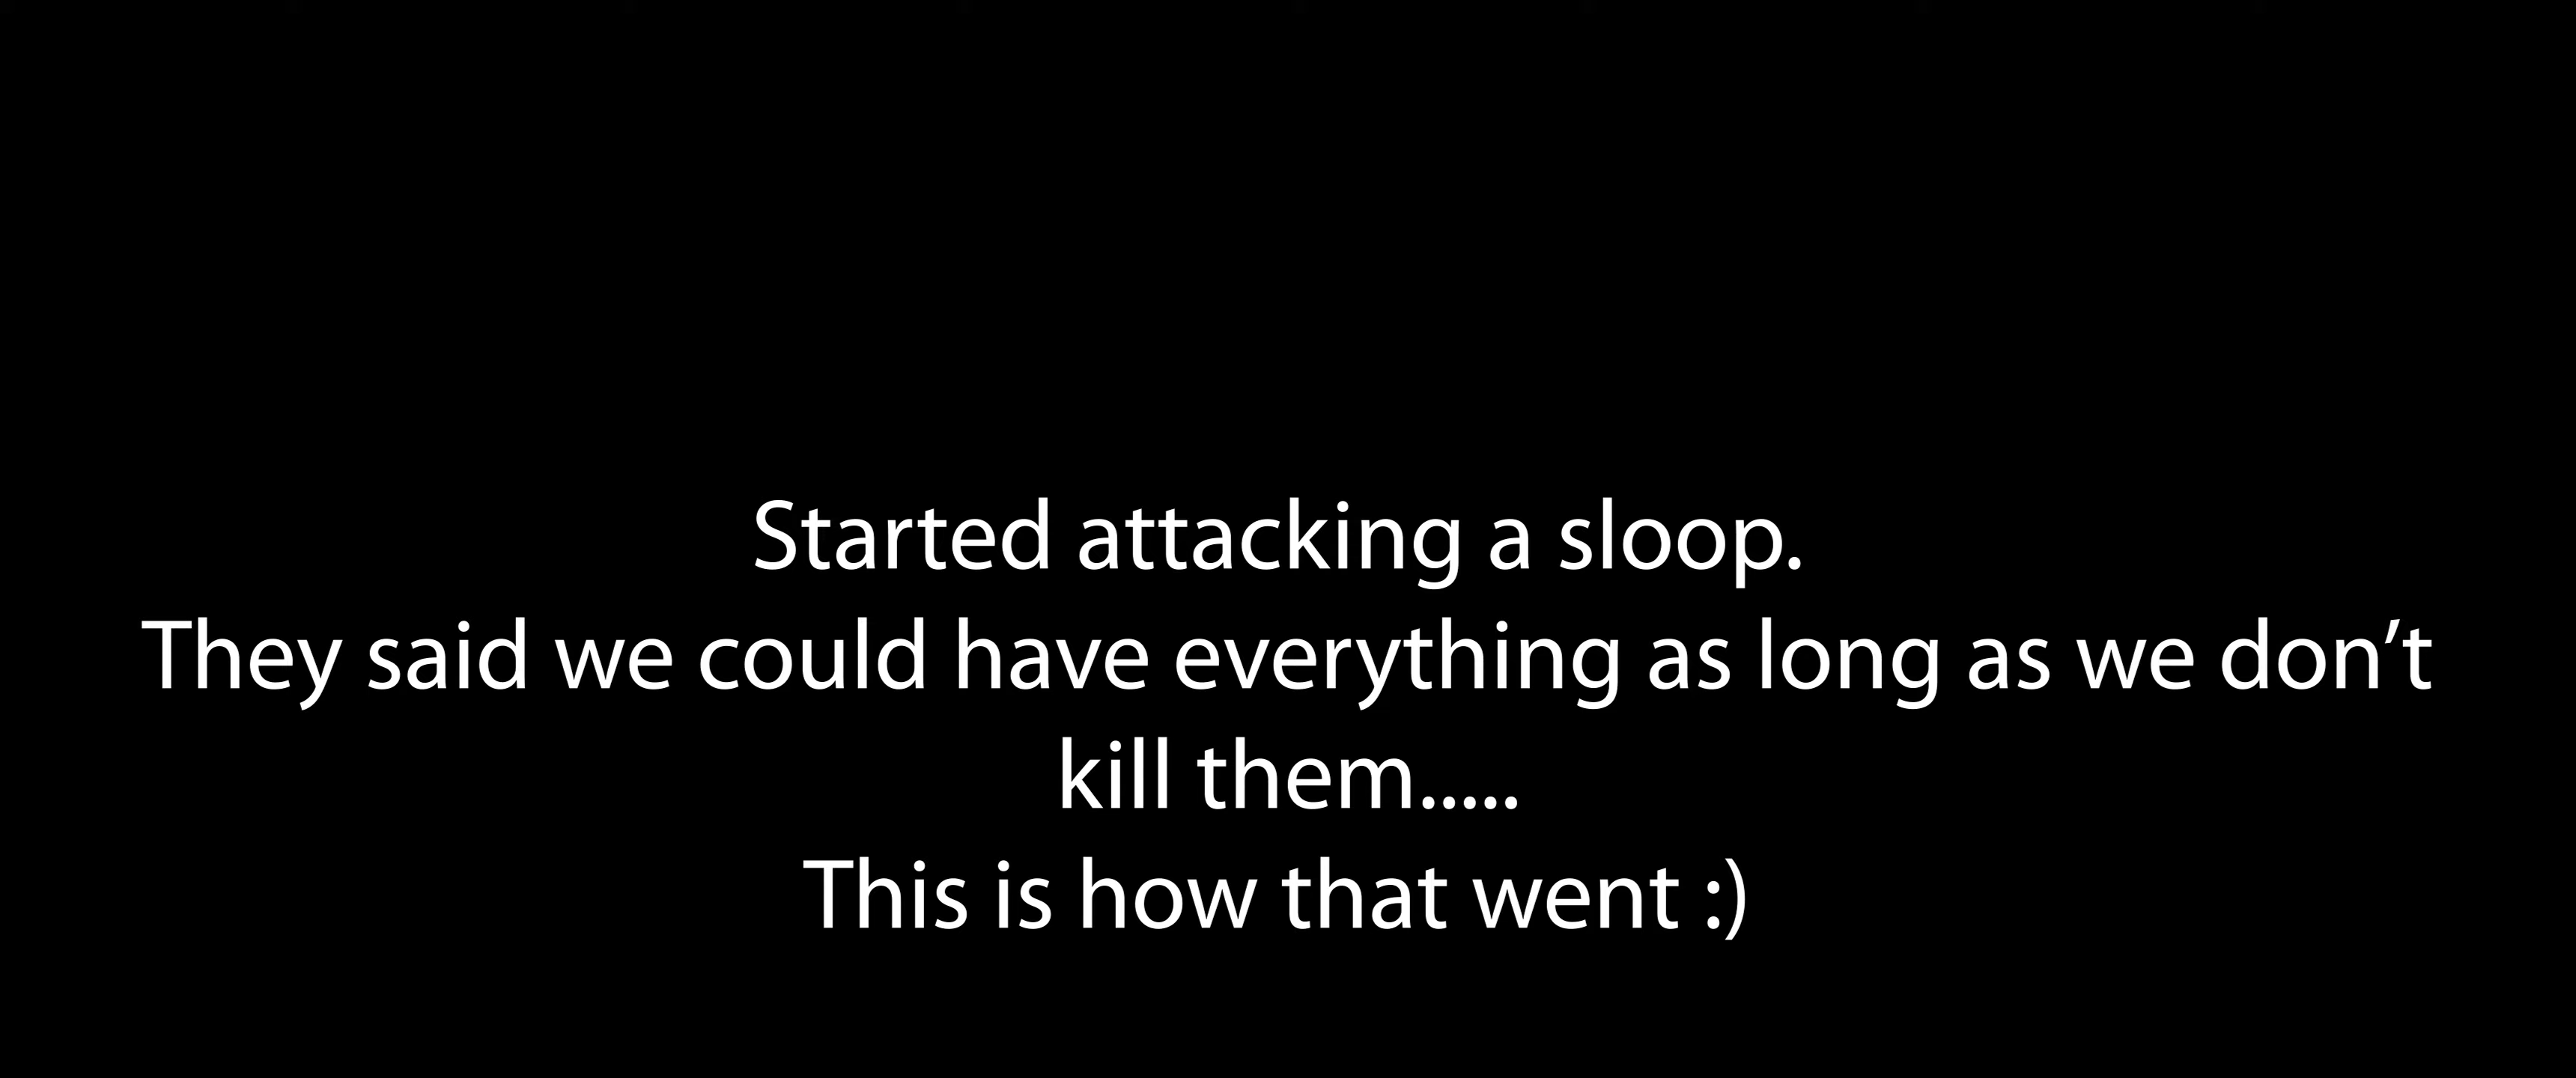 Started attacking a sloop.
They said we could have everything as long as we don’t
kill them.....
This is how that went :)